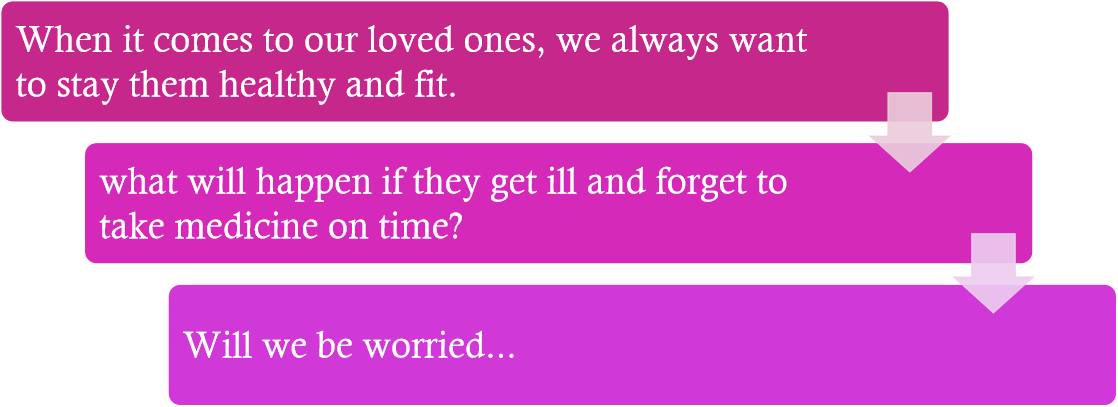 When it comes to our loved ones, we always want
to stay them healthy and fit.
what will happen if they get ill and forget to
take medicine on time?
Will we be worried...